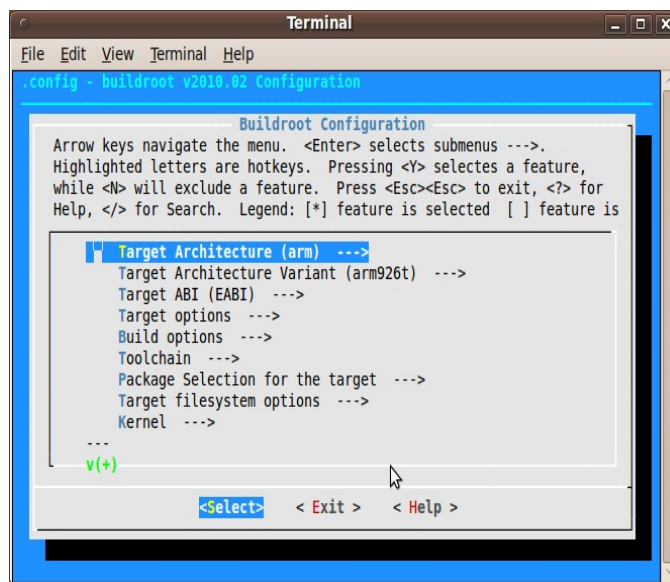 Terminal
File Edit View Terminal Help
.config - buildroot v2010.02 Configuration
Buildroot Configuration
Arrow keys navigate the menu. <Enter> selects submenus --->.
Highlighted letters are hotkeys. Pressing <Y> selectes a feature,
while <N> will exclude a feature. Press <Esc><Esc> to exit, <?> for
Help, </> for Search. Legend: [*] feature is selected [ ] feature is
Target Architecture (arm) --->
Target Architecture Variant (arm926t) --->
Target ABI (EABI) --->
Target options --->
Build options --->
Toolchain --->
Package Selection for the target --->
Target filesystem options --->
Kernel --->
---
v(+)
<Select> < Exit > < Help >